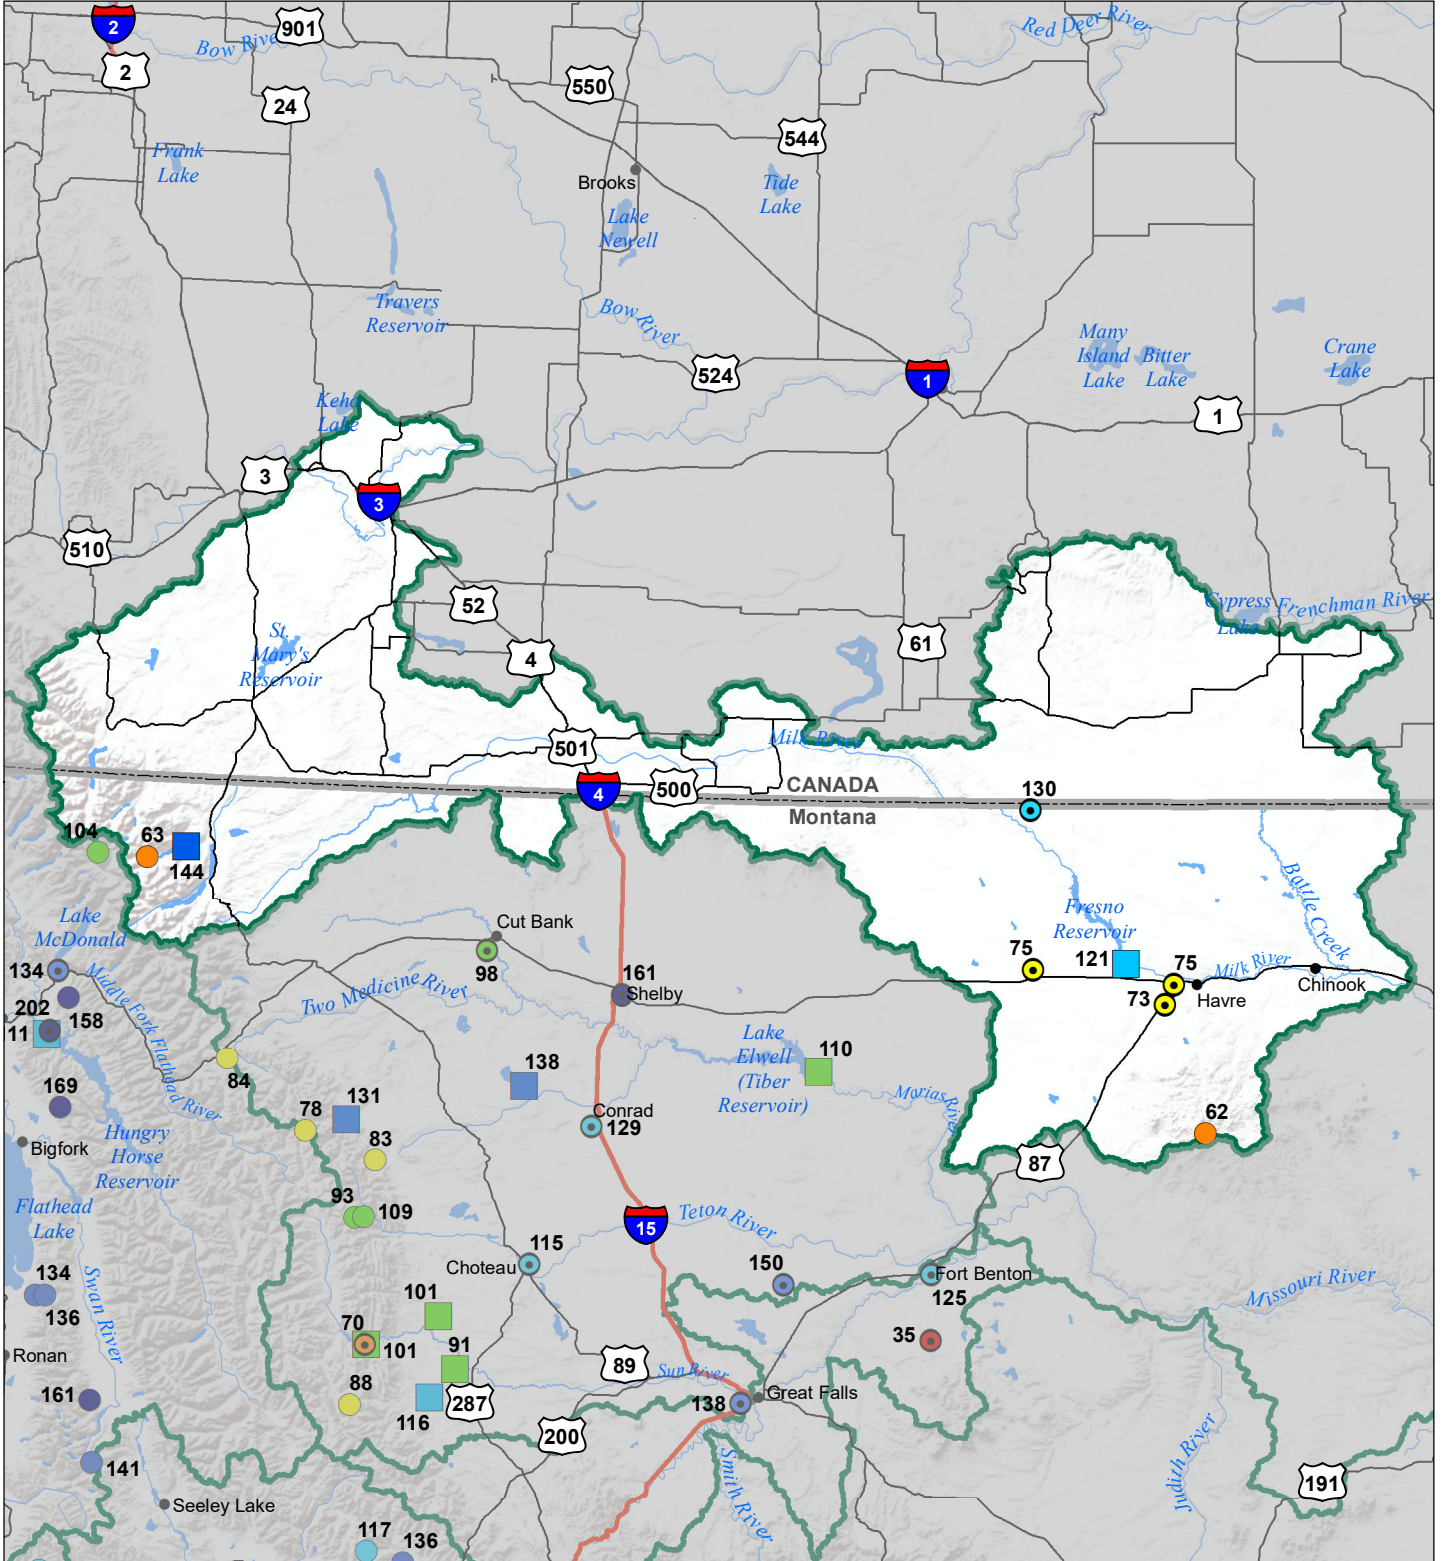 2
901
Bow River
Red Deer River
2
24
550
544
Frank
Lake
Brooks
Tide
Lake
Lake
Newell
Travers
Reservoir
Bow River
524
1
Many
Island
Lake
Bitter
Lake
Crane
Lake
1
Keho
Lake
3
3
510
52
Cypress
Lake
Frenchman River
61
4
St.
Mary's
Reservoir
501
Milk River
4
500
CANADA
Montana
130
104
63
144
Battle Creek
Lake
McDonald
Fresno
Reservoir
Cut Bank
98
134
Middle Fork Flathead River
Two Medicine River
161
Shelby
75
121
75
Milk River
Chinook
73
Havre
202
158
11
Lake
Elwell
(Tiber
Reservoir)
110
138
84
169
131
Marias River
78
83
Conrad
129
62
Bigfork
Hungry
Horse
Reservoir
87
93
109
Flathead
Lake
15
Teton River
115
Choteau
150
Fort Benton
125
Missouri River
134
136
Swan River
101
70
101
35
Ronan
91
89
Sun River
161
88
116
287
138
Great Falls
200
Smith River
Judith River
141
191
Seeley Lake
117
136